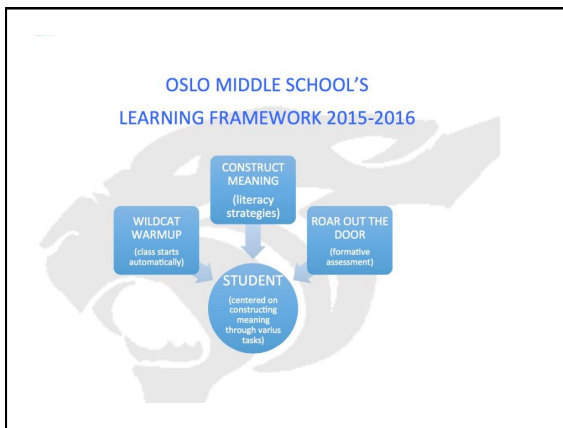 OSLO MIDDLE SCHOOL'S
LEARNING FRAMEWORK 2015-2016
CONSTRUCT
MEANING
(literacy
strategies)
WILDCAT
WARMUP
(class starts
automatically)
ROAR OUT THE
DOOR
(formative
assessment)
STUDENT
(centered on
constructing
meaning
through varius
tasks)